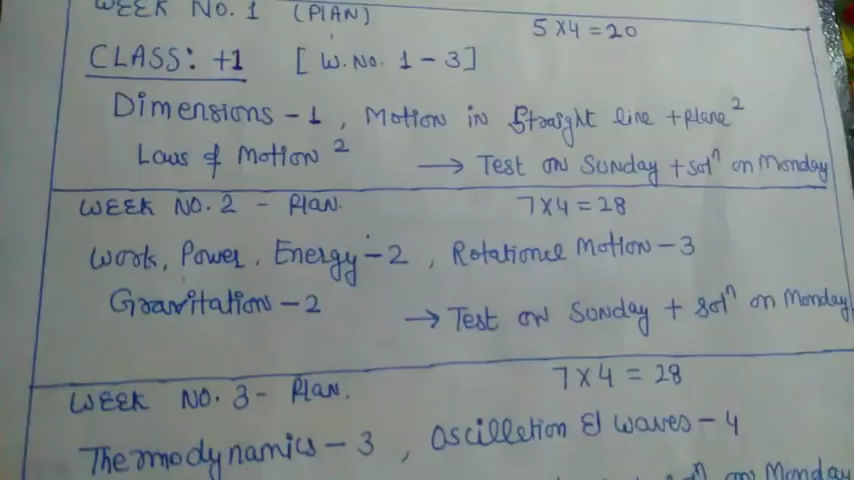 WEEK NO. 1 (PLAN)
5 X 4 = 20
CLASS: +1 [W.No. 1 - 3]
Dimensions - 1, Motion in Straight line + plane 2
Laws of Motion 2 → Test on Sunday + solⁿ on Monday
WEEK NO. 2 - Plan. 7 X 4 = 28
Work, Power, Energy - 2, Rotational Motion - 3
Gravitation - 2 → Test on Sunday + solⁿ on Monday
WEEK NO. 3 - Plan. 7 X 4 = 28
Thermodynamics - 3, Oscilletion & waves - 4
on Monday